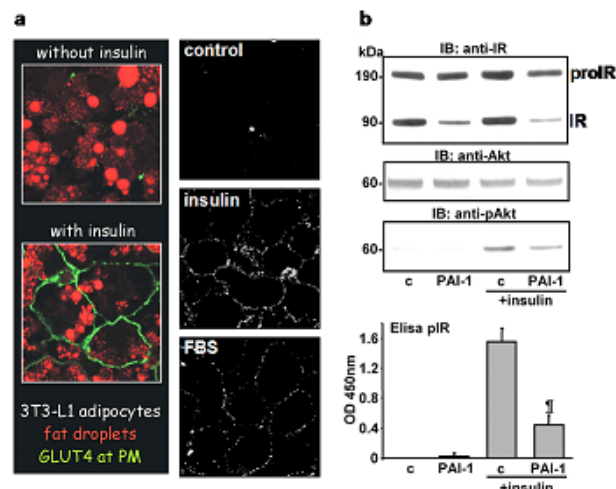 a
without insulin
with insulin
3T3-L1 adipocytes
fat droplets
GLUT4 at PM
control
insulin
FBS
b
kDa
IB: anti-IR
190
proIR
90
IR
IB: anti-Akt
60
IB: anti-pAkt
60
c PAI-1 c PAI-1
+insulin
Elisa pIR
OD 450nm
1.6
1.2
0.8
0.4
0
¶
c PAI-1 c PAI-1
+insulin